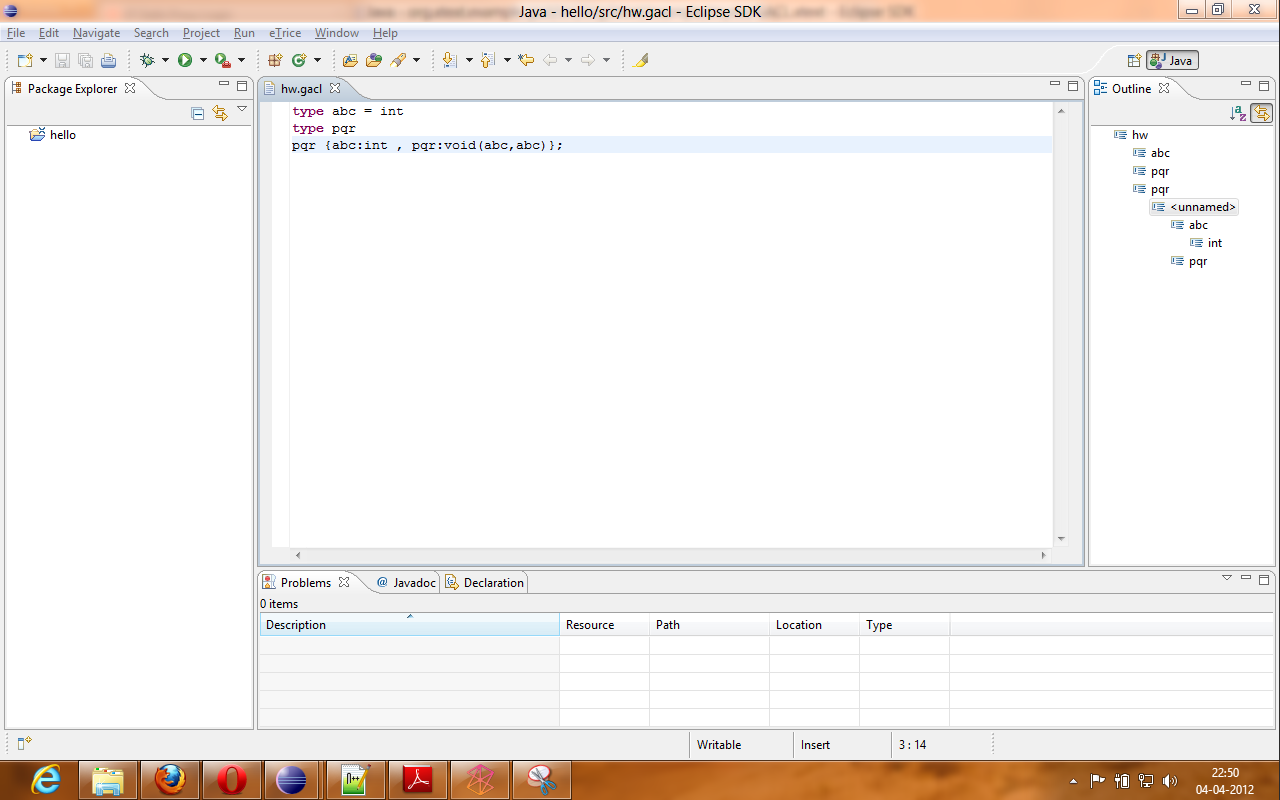 Java - hello/src/hw.gacl - Eclipse SDK
File Edit Navigate Search Project Run eTrice Window Help
Java
Package Explorer
hello
hw.gacl
type abc = int
type pqr
pqr {abc:int , pqr:void(abc,abc)};
Outline
hw
abc
pqr
pqr
<unnamed>
abc
int
pqr
Problems @ Javadoc Declaration
0 items
Description Resource Path Location Type
Writable Insert 3 : 14
22:50
04-04-2012